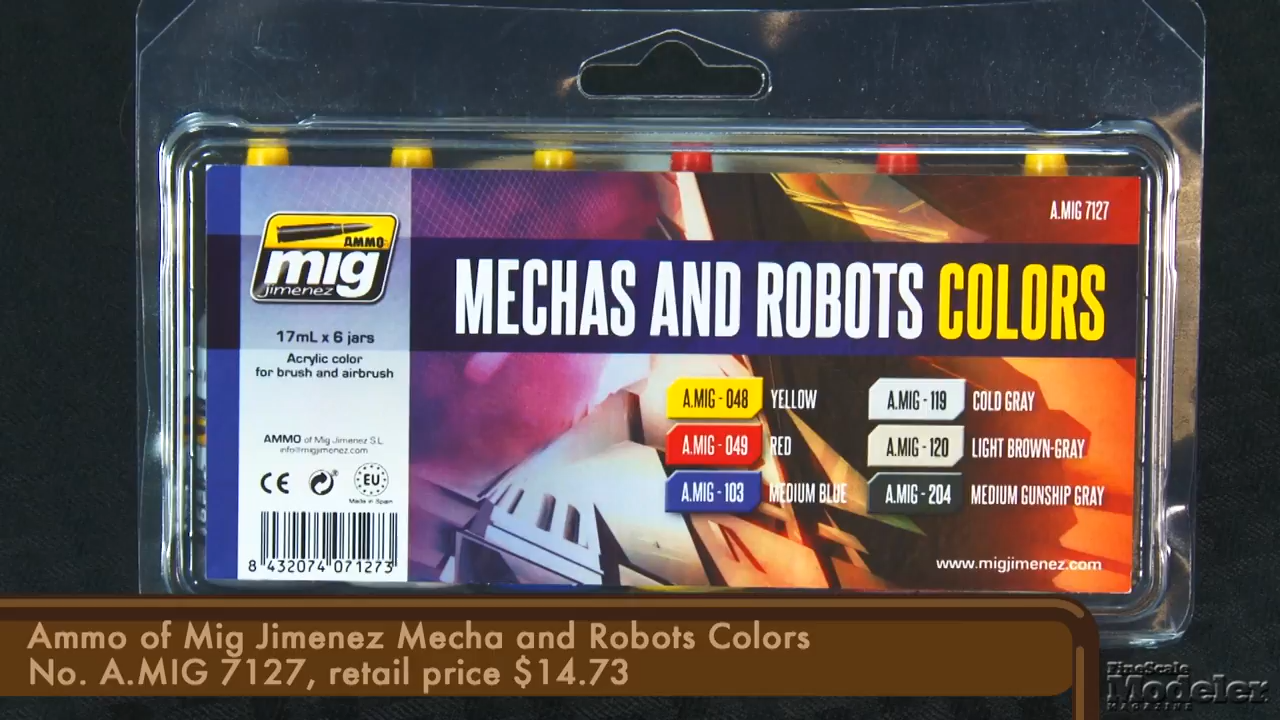 A.MIG 7127
AMMO
mig
jimenez
MECHAS AND ROBOTS COLORS
17mL x 6 jars
Acrylic color
for brush and airbrush
AMMO of Mig Jimenez S.L.
info@migjimenez.com
CE
EU
Made in Spain
8 432074 071273
A.MIG - 048 YELLOW
A.MIG - 049 RED
A.MIG - 103 MEDIUM BLUE
A.MIG - 119 COLD GRAY
A.MIG - 120 LIGHT BROWN-GRAY
A.MIG - 204 MEDIUM GUNSHIP GRAY
www.migjimenez.com
Ammo of Mig Jimenez Mecha and Robots Colors
No. A.MIG 7127, retail price $14.73
FineScale
Modeler
MAGAZINE